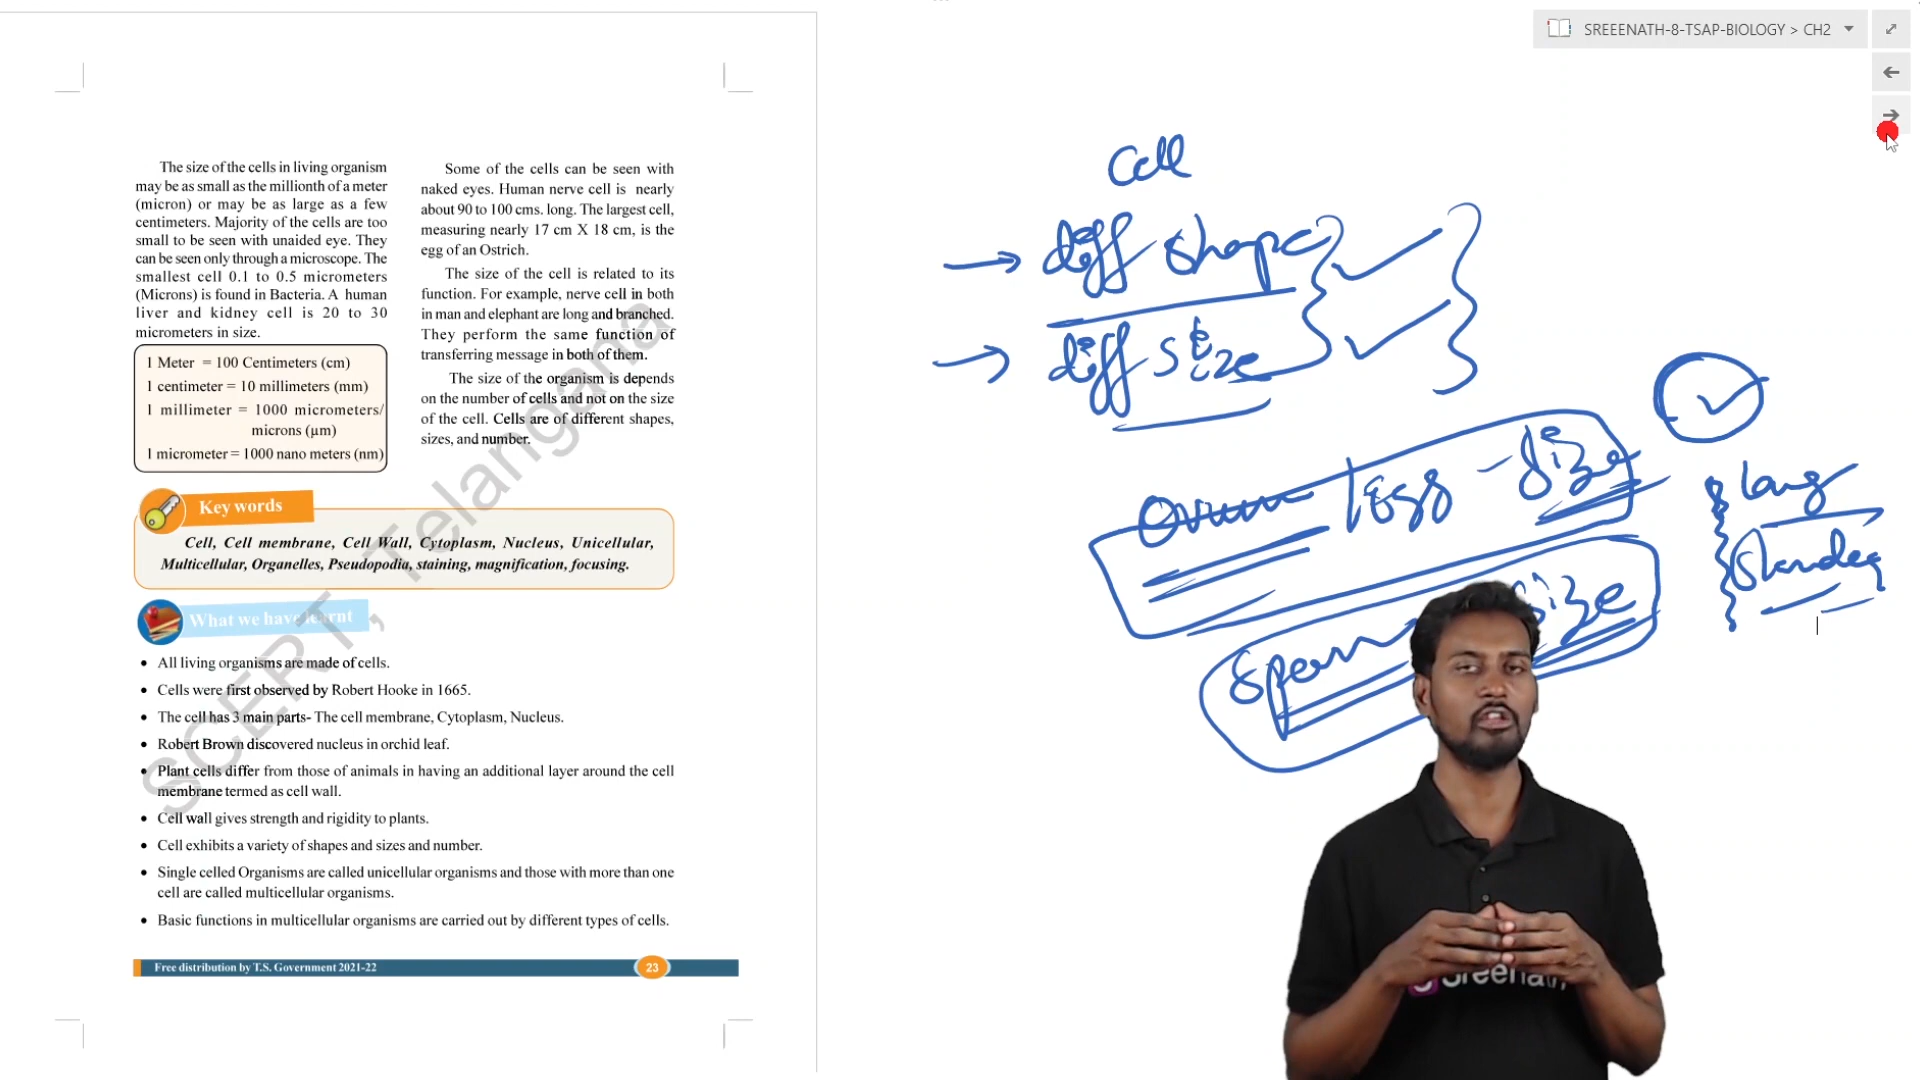 SREEENATH-8-TSAP-BIOLOGY > CH2
The size of the cells in living organism
may be as small as the millionth of a meter
(micron) or may be as large as a few
centimeters. Majority of the cells are too
small to be seen with unaided eye. They
can be seen only through a microscope. The
smallest cell 0.1 to 0.5 micrometers
(Microns) is found in Bacteria. A human
liver and kidney cell is 20 to 30
micrometers in size.
1 Meter = 100 Centimeters (cm)
1 centimeter = 10 millimeters (mm)
1 millimeter = 1000 micrometers/
microns (µm)
1 micrometer = 1000 nano meters (nm)
Some of the cells can be seen with
naked eyes. Human nerve cell is nearly
about 90 to 100 cms. long. The largest cell,
measuring nearly 17 cm X 18 cm, is the
egg of an Ostrich.
The size of the cell is related to its
function. For example, nerve cell in both
in man and elephant are long and branched.
They perform the same function of
transferring message in both of them.
The size of the organism is depends
on the number of cells and not on the size
of the cell. Cells are of different shapes,
sizes, and number.
Key words
Cell, Cell membrane, Cell Wall, Cytoplasm, Nucleus, Unicellular,
Multicellular, Organelles, Pseudopodia, staining, magnification, focusing.
What we have learnt
• All living organisms are made of cells.
• Cells were first observed by Robert Hooke in 1665.
• The cell has 3 main parts- The cell membrane, Cytoplasm, Nucleus.
• Robert Brown discovered nucleus in orchid leaf.
• Plant cells differ from those of animals in having an additional layer around the cell
membrane termed as cell wall.
• Cell wall gives strength and rigidity to plants.
• Cell exhibits a variety of shapes and sizes and number.
• Single celled Organisms are called unicellular organisms and those with more than one
cell are called multicellular organisms.
• Basic functions in multicellular organisms are carried out by different types of cells.
Free distribution by T.S. Government 2021-22
23
SCERT, Telangana
Cell
→ diff shape
→ diff size
Ovum / Egg - Size
Sperm size
long
Sreenath